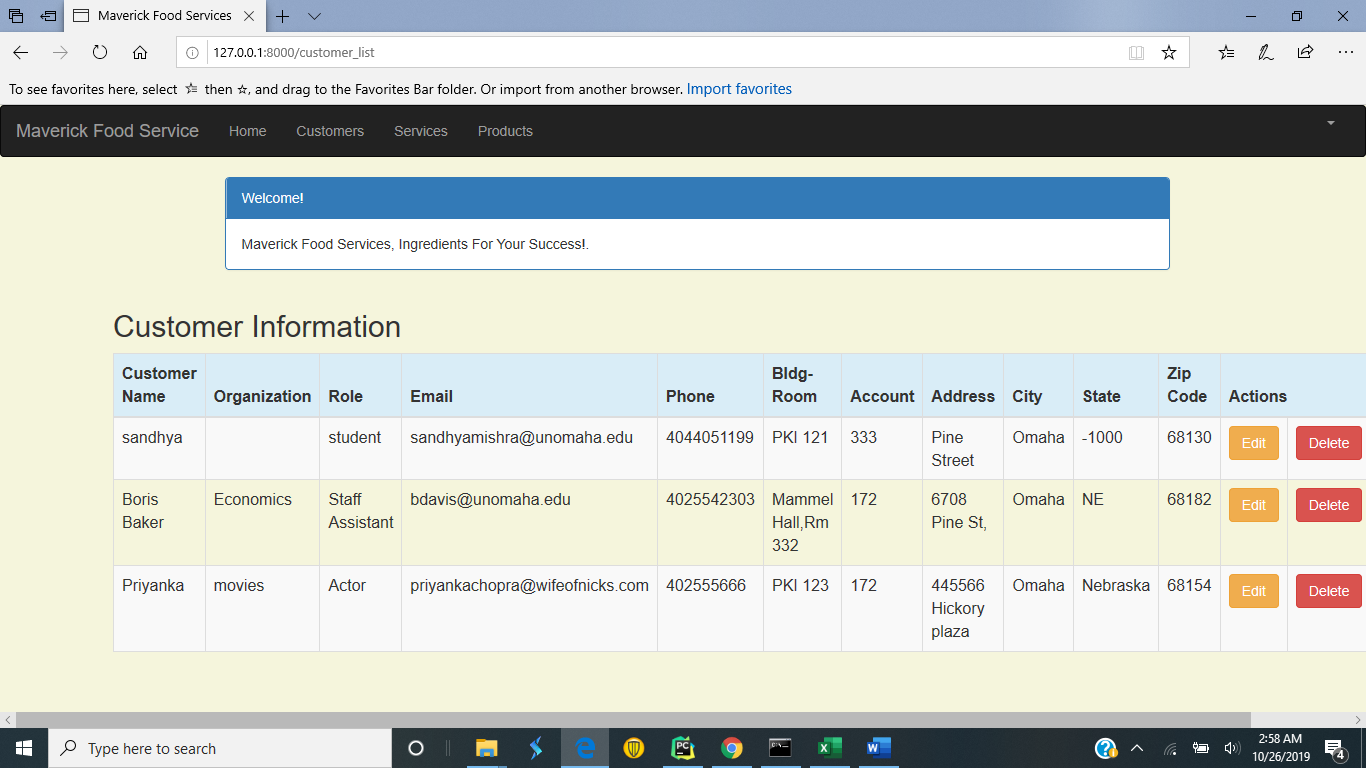 Maverick Food Services
127.0.0.1:8000/customer_list
To see favorites here, select then ☆, and drag to the Favorites Bar folder. Or import from another browser. Import favorites
Maverick Food Service Home Customers Services Products
Welcome!
Maverick Food Services, Ingredients For Your Success!.
Customer Information
Customer Name Organization Role Email Phone Bldg-Room Account Address City State Zip Code Actions
sandhya student sandhyamishra@unomaha.edu 4044051199 PKI 121 333 Pine Street Omaha -1000 68130 Edit Delete
Boris Baker Economics Staff Assistant bdavis@unomaha.edu 4025542303 Mammel Hall,Rm 332 172 6708 Pine St, Omaha NE 68182 Edit Delete
Priyanka movies Actor priyankachopra@wifeofnicks.com 402555666 PKI 123 172 445566 Hickory plaza Omaha Nebraska 68154 Edit Delete
Type here to search
2:58 AM
10/26/2019
4